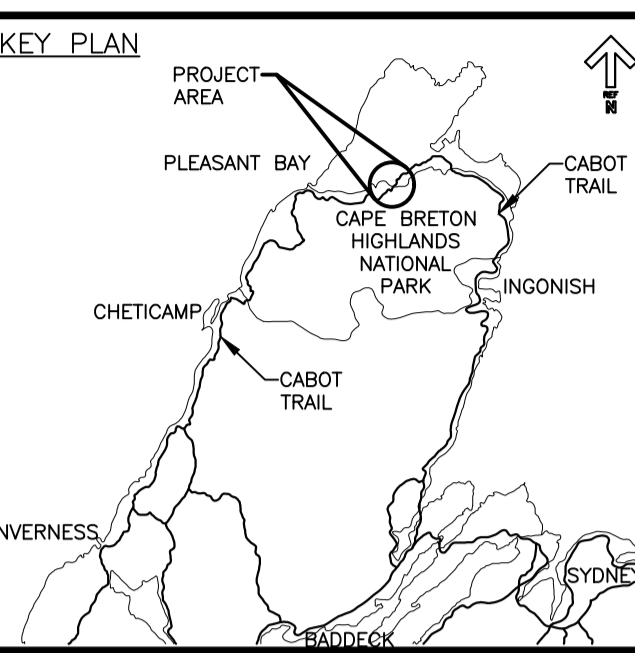 KEY PLAN
PROJECT
AREA
REF
N
PLEASANT BAY
CABOT
TRAIL
CAPE BRETON
HIGHLANDS
NATIONAL
PARK
INGONISH
CHETICAMP
CABOT
TRAIL
NVERNESS
SYDNEY
BADDECK